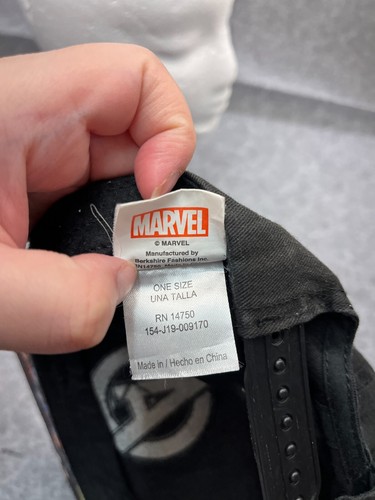 MARVEL
© MARVEL
Manufactured by
Berkshire Fashions Inc.
ONE SIZE
UNA TALLA
RN 14750
154-J19-009170
Made in / Hecho en China